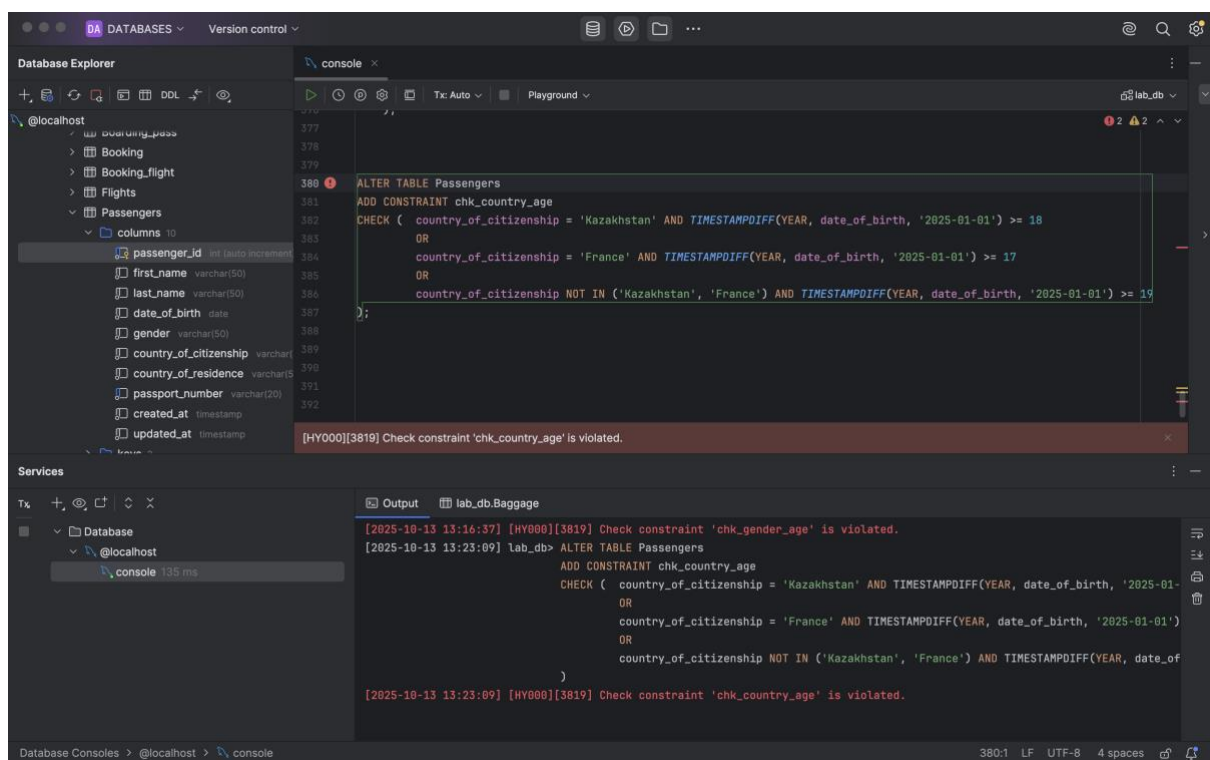 DA DATABASES Version control
Database Explorer
console
DDL
Tx: Auto Playground lab_db
@localhost
Boarding_pass
Booking
Booking_flight
Flights
Passengers
columns 10
passenger_id int (auto increment
first_name varchar(50)
last_name varchar(50)
date_of_birth date
gender varchar(50)
country_of_citizenship varchar(
country_of_residence varchar(5
passport_number varchar(20)
created_at timestamp
updated_at timestamp
2 2
376 );
377
378
379
380 ALTER TABLE Passengers
381 ADD CONSTRAINT chk_country_age
382 CHECK ( country_of_citizenship = 'Kazakhstan' AND TIMESTAMPDIFF(YEAR, date_of_birth, '2025-01-01') >= 18
383 OR
384 country_of_citizenship = 'France' AND TIMESTAMPDIFF(YEAR, date_of_birth, '2025-01-01') >= 17
385 OR
386 country_of_citizenship NOT IN ('Kazakhstan', 'France') AND TIMESTAMPDIFF(YEAR, date_of_birth, '2025-01-01') >= 19
387 );
388
389
390
391
392
[HY000][3819] Check constraint 'chk_country_age' is violated.
Services
Tx
Database
@localhost
console 135 ms
Output lab_db.Baggage
[2025-10-13 13:16:37] [HY000][3819] Check constraint 'chk_gender_age' is violated.
[2025-10-13 13:23:09] lab_db> ALTER TABLE Passengers
ADD CONSTRAINT chk_country_age
CHECK ( country_of_citizenship = 'Kazakhstan' AND TIMESTAMPDIFF(YEAR, date_of_birth, '2025-01-
OR
country_of_citizenship = 'France' AND TIMESTAMPDIFF(YEAR, date_of_birth, '2025-01-01')
OR
country_of_citizenship NOT IN ('Kazakhstan', 'France') AND TIMESTAMPDIFF(YEAR, date_of
)
[2025-10-13 13:23:09] [HY000][3819] Check constraint 'chk_country_age' is violated.
Database Consoles > @localhost > console
380:1 LF UTF-8 4 spaces